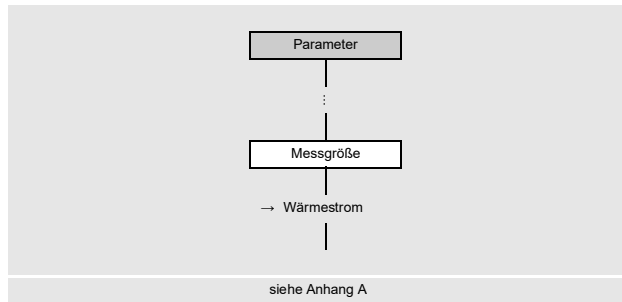 Parameter
⋮
Messgröße
→ Wärmestrom
siehe Anhang A